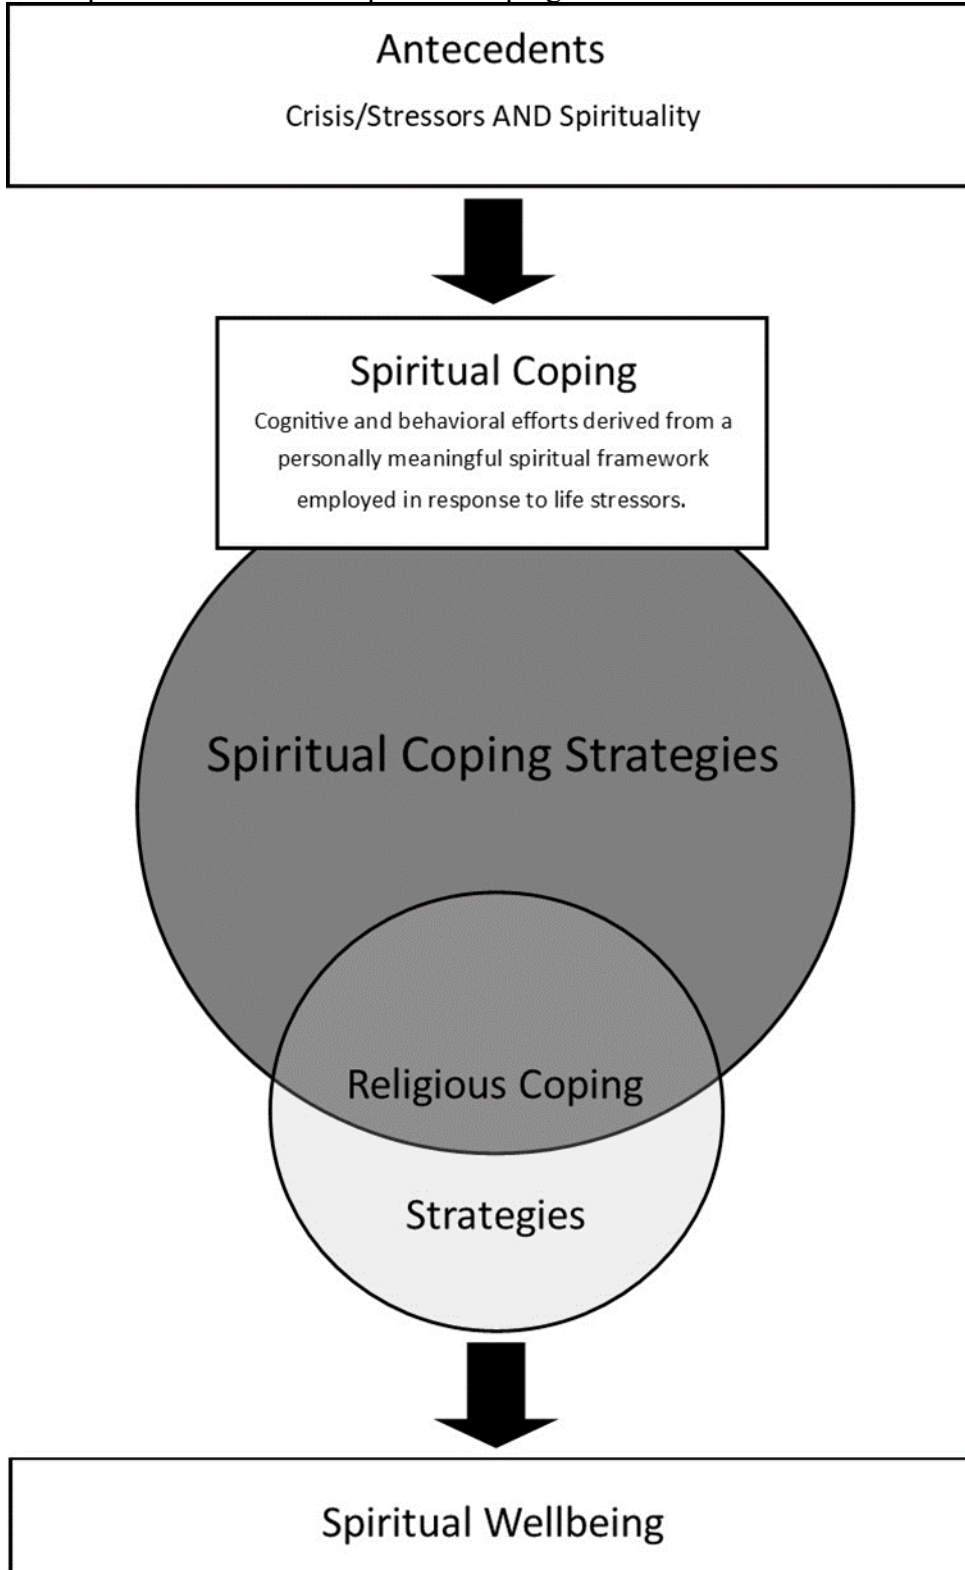 Antecedents
Crisis/Stressors AND Spirituality
Spiritual Coping
Cognitive and behavioral efforts derived from a
personally meaningful spiritual framework
employed in response to life stressors.
Spiritual Coping Strategies
Religious Coping
Strategies
Spiritual Wellbeing